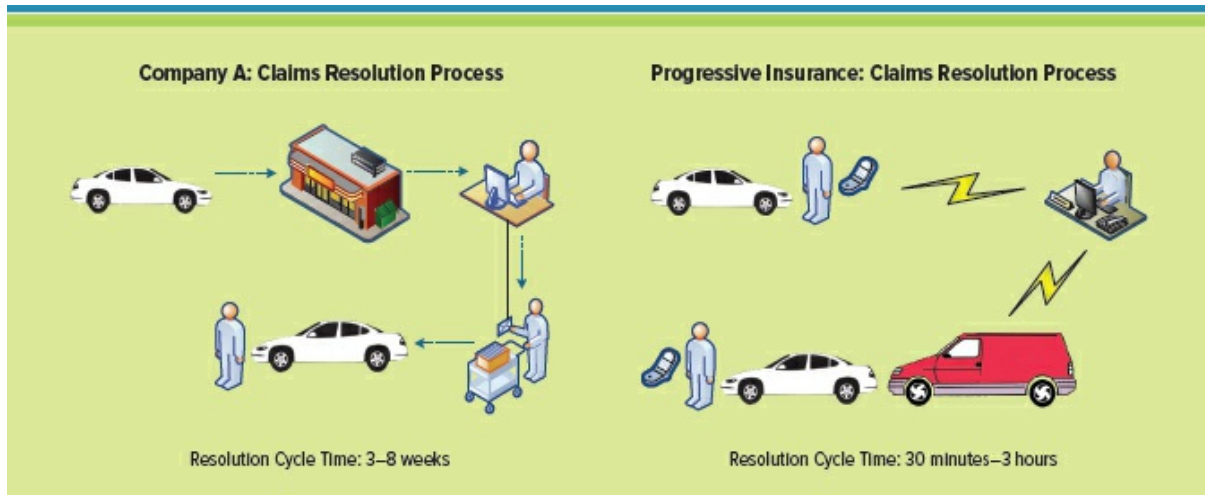 Company A: Claims Resolution Process
Progressive Insurance: Claims Resolution Process
Resolution Cycle Time: 3–8 weeks
Resolution Cycle Time: 30 minutes–3 hours